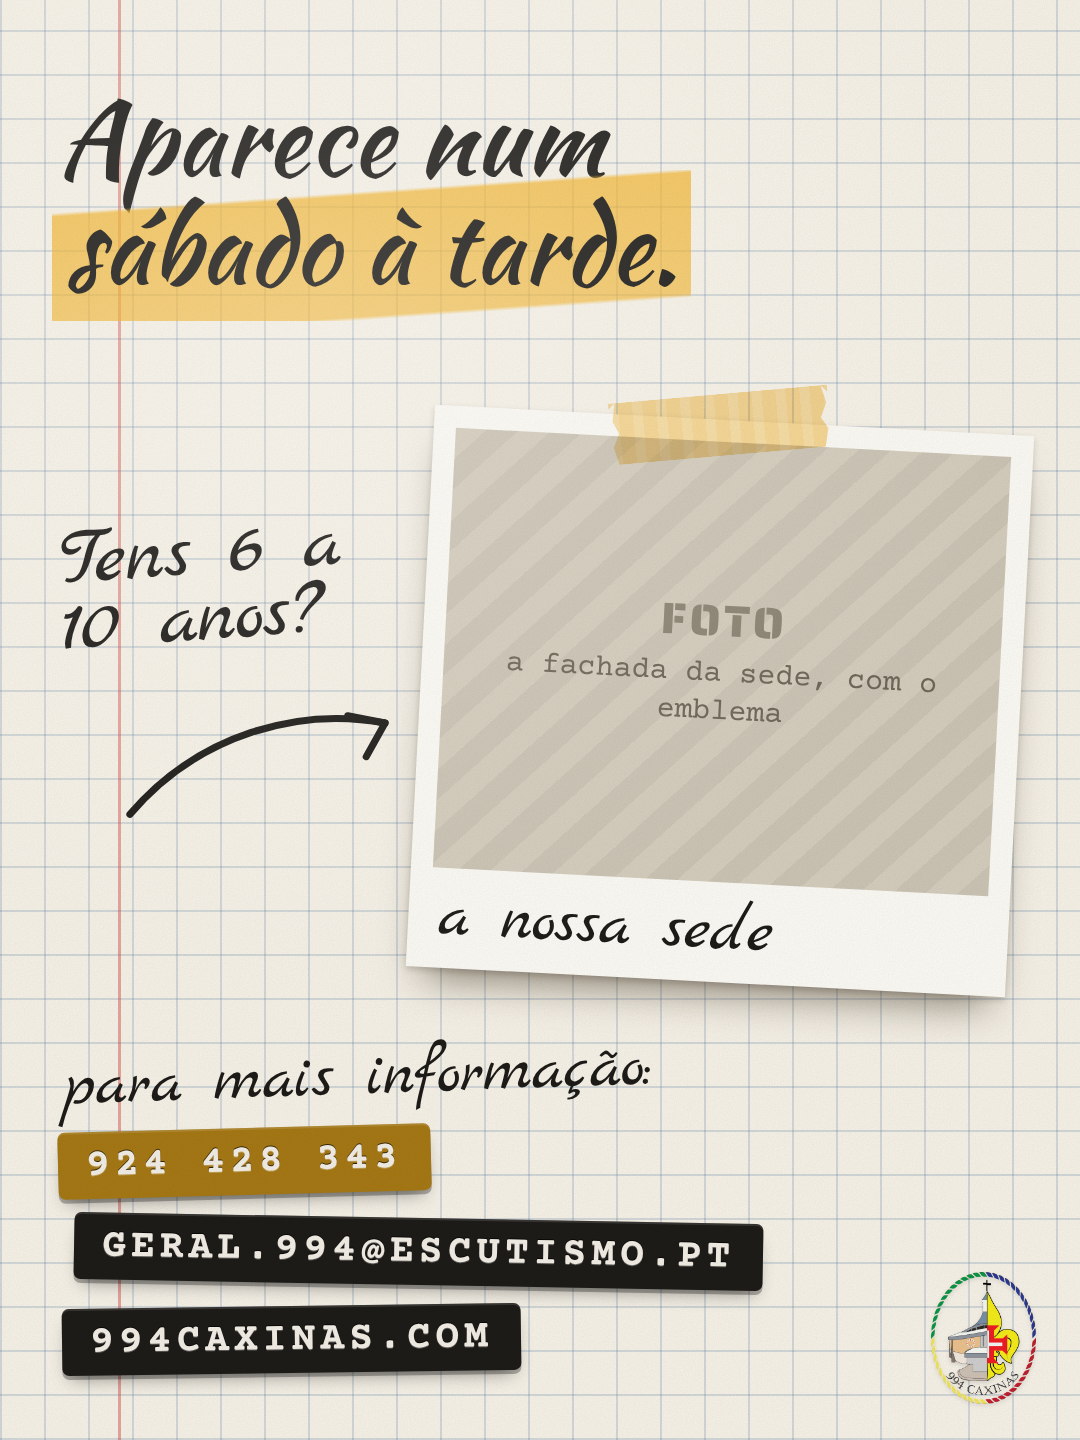 Aparece num
sábado à tarde.
Tens 6 a
10 anos?
FOTO
a fachada da sede, com o
emblema
a nossa sede
para mais informação:
924 428 343
GERAL.994@ESCUTISMO.PT
994CAXINAS.COM
994 CAXINAS